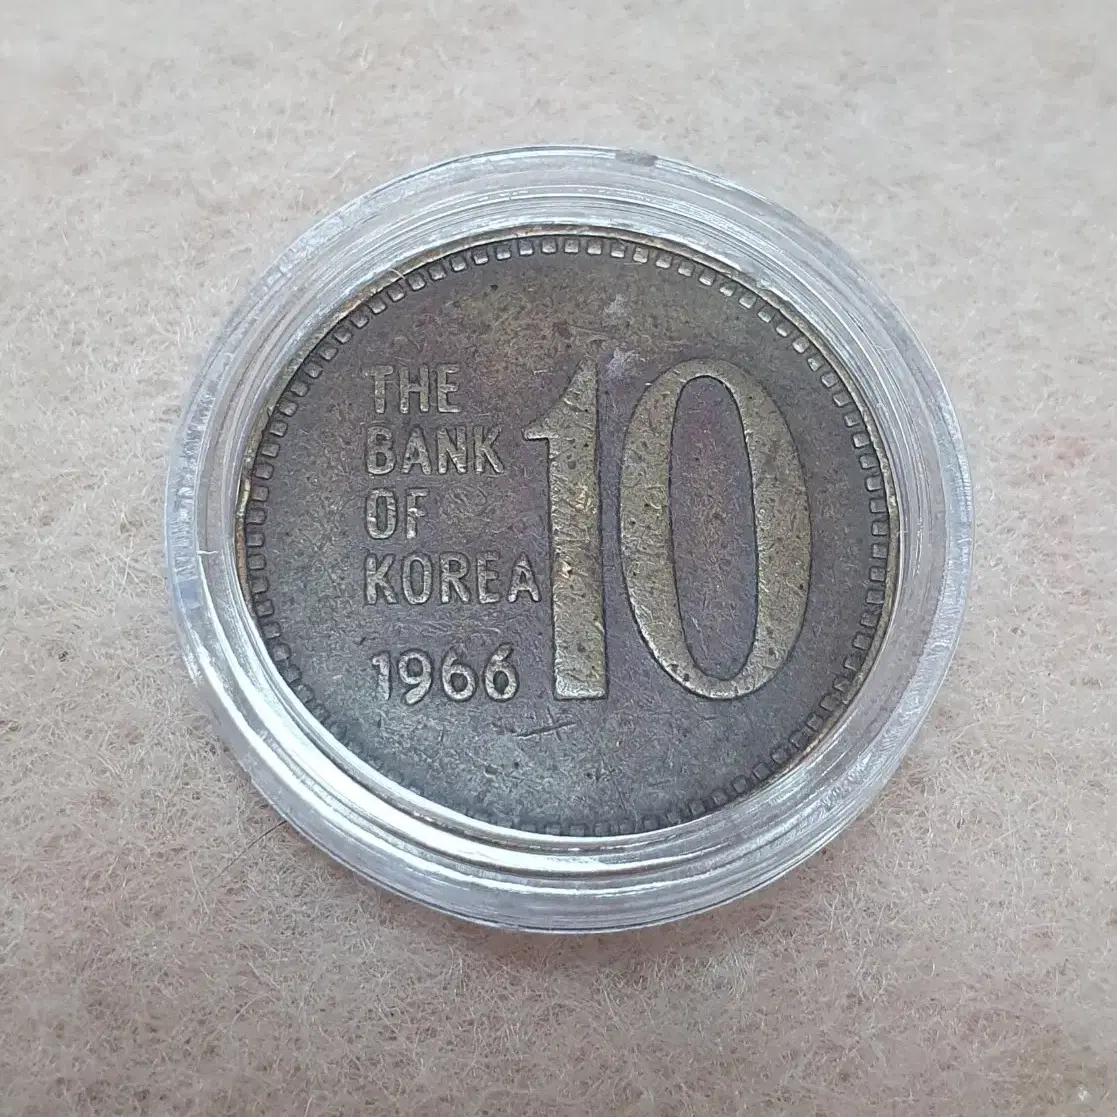 THE
BANK
OF
KOREA
1966
10